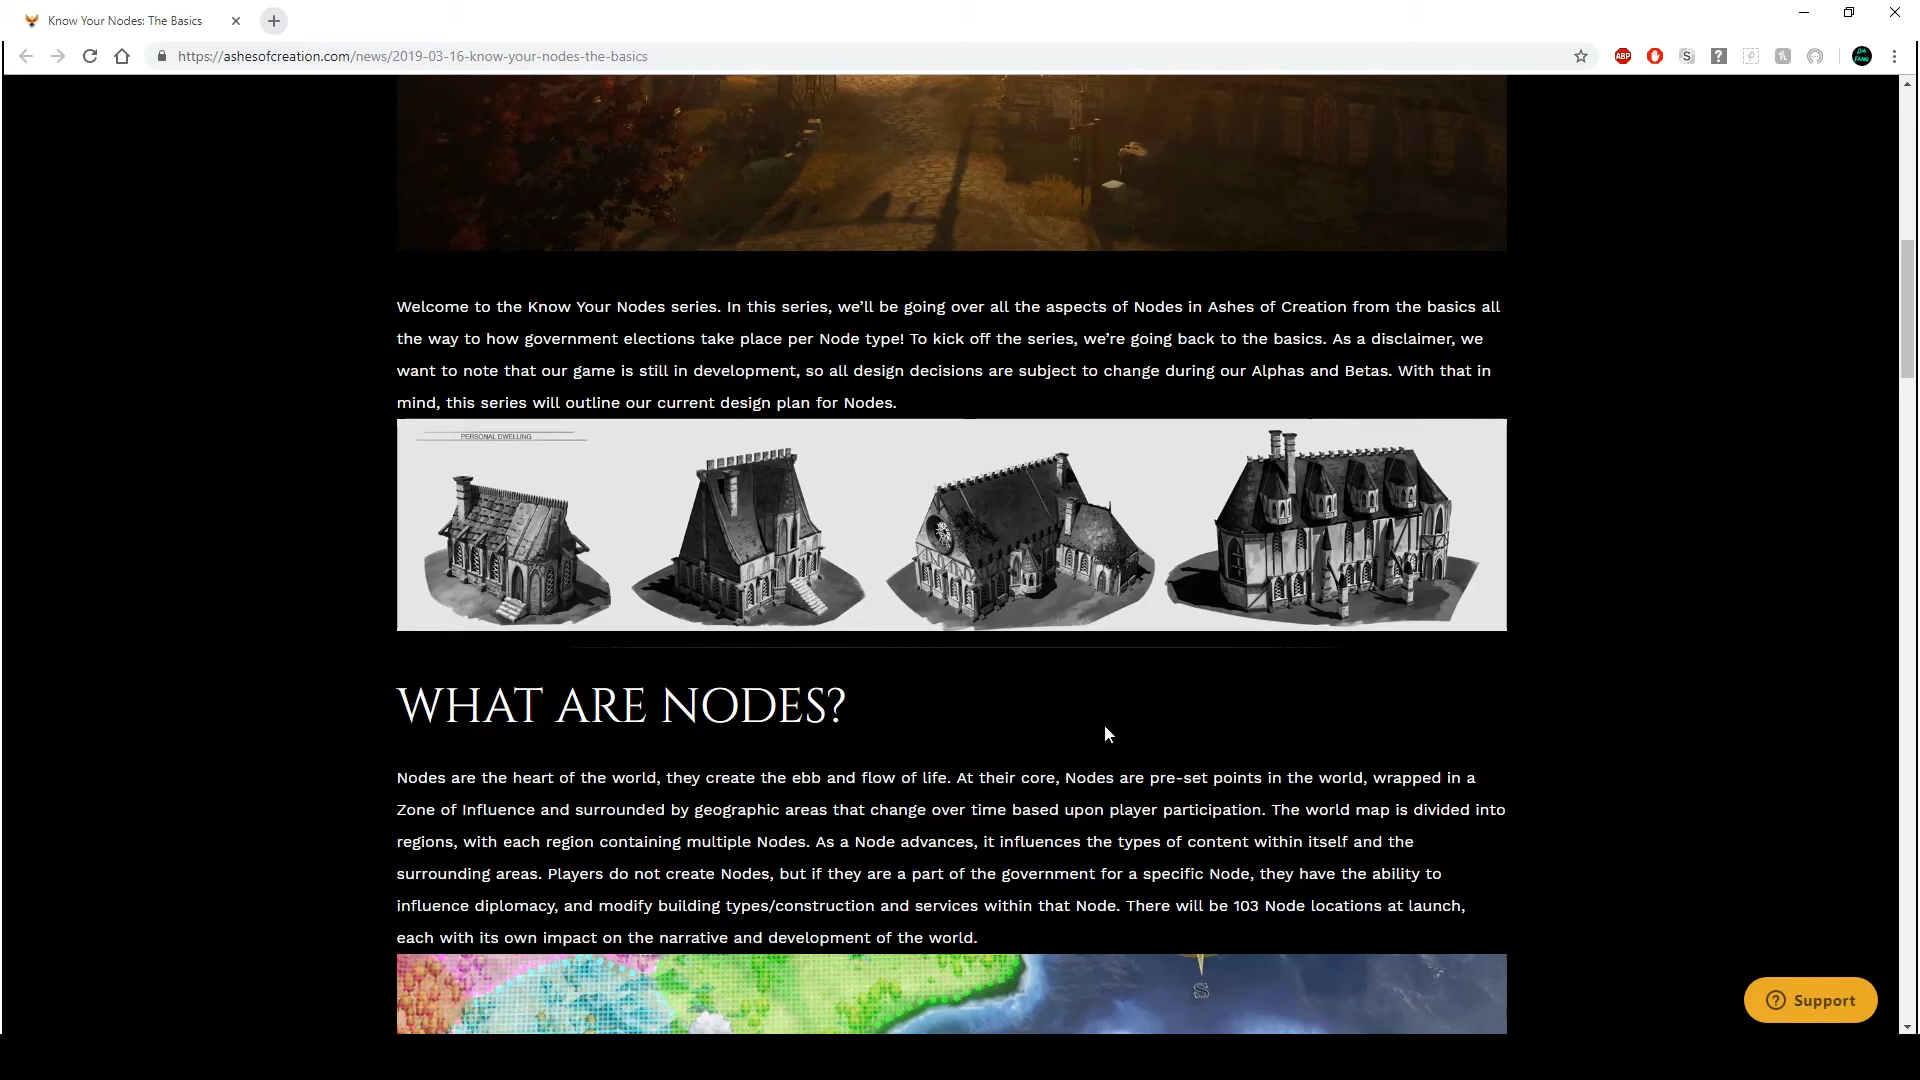 Know Your Nodes: The Basics
https://ashesofcreation.com/news/2019-03-16-know-your-nodes-the-basics
ABP
S
?
Welcome to the Know Your Nodes series. In this series, we’ll be going over all the aspects of Nodes in Ashes of Creation from the basics all
the way to how government elections take place per Node type! To kick off the series, we’re going back to the basics. As a disclaimer, we
want to note that our game is still in development, so all design decisions are subject to change during our Alphas and Betas. With that in
mind, this series will outline our current design plan for Nodes.
PERSONAL DWELLING
WHAT ARE NODES?
Nodes are the heart of the world, they create the ebb and flow of life. At their core, Nodes are pre-set points in the world, wrapped in a
Zone of Influence and surrounded by geographic areas that change over time based upon player participation. The world map is divided into
regions, with each region containing multiple Nodes. As a Node advances, it influences the types of content within itself and the
surrounding areas. Players do not create Nodes, but if they are a part of the government for a specific Node, they have the ability to
influence diplomacy, and modify building types/construction and services within that Node. There will be 103 Node locations at launch,
each with its own impact on the narrative and development of the world.
S
? Support